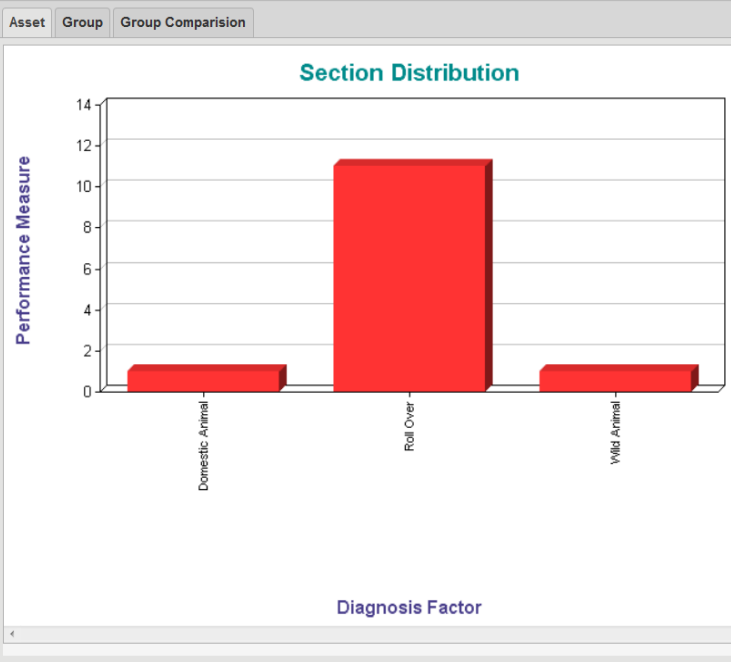 Asset Group Group Comparision
Section Distribution
Performance Measure
14
12
10
8
6
4
2
0
Domestic Animal
Roll Over
Wild Animal
Diagnosis Factor